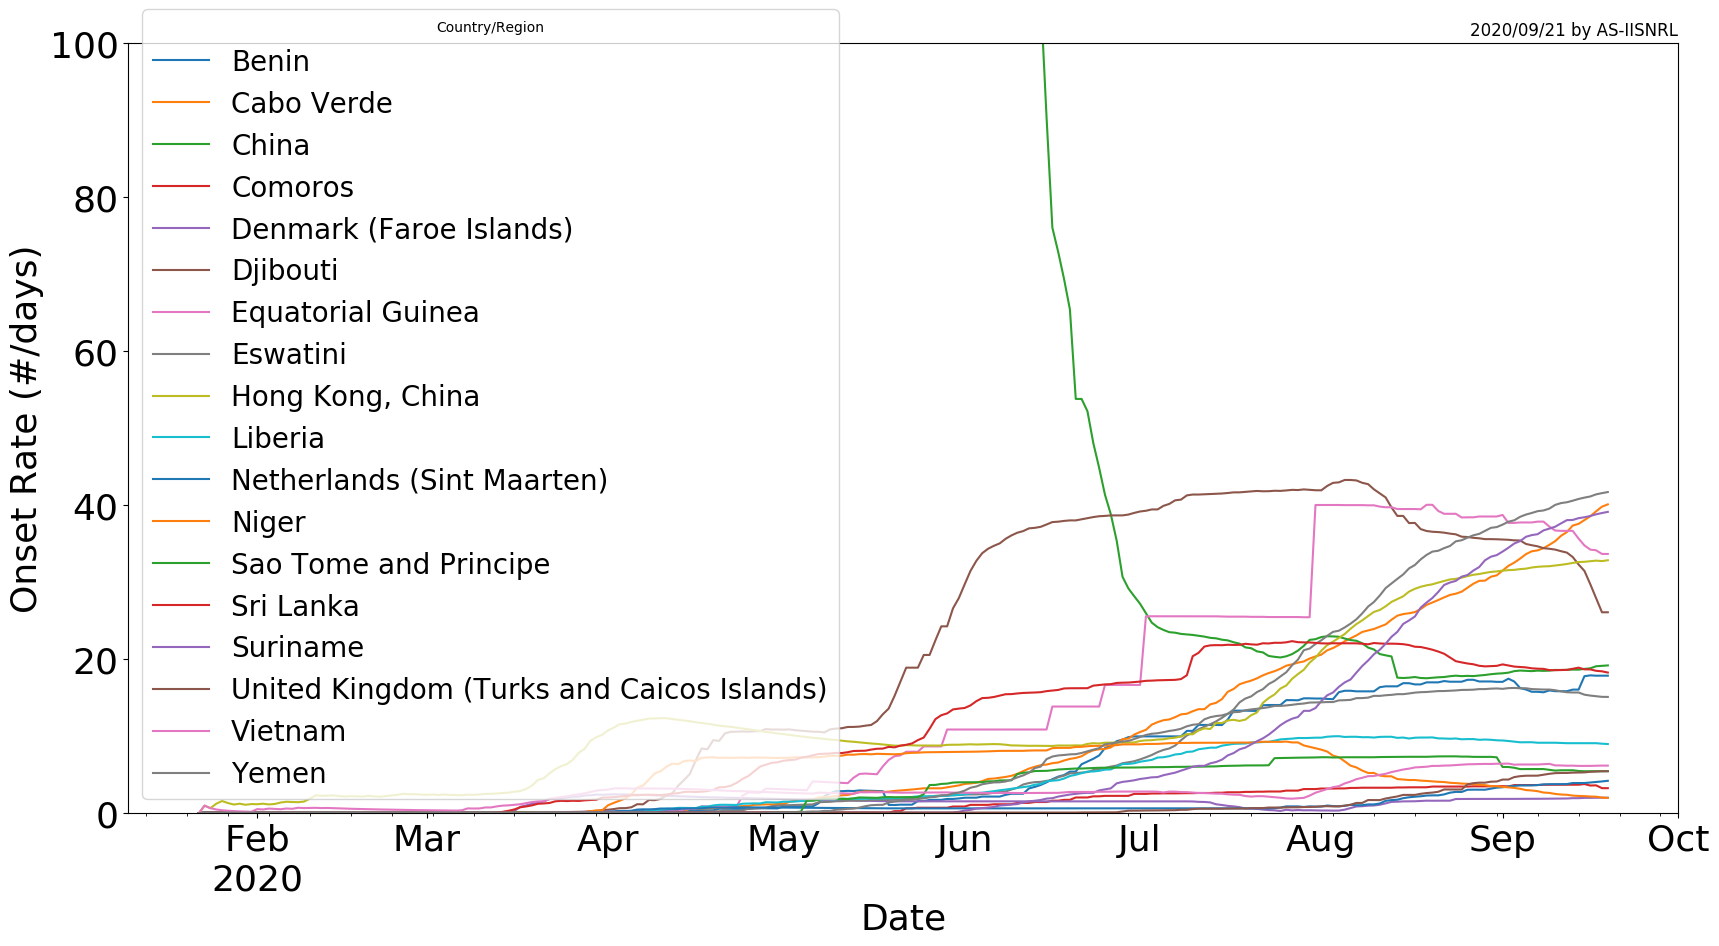 2020/09/21 by AS-IISNRL
Country/Region
Benin
Cabo Verde
China
Comoros
Denmark (Faroe Islands)
Djibouti
Equatorial Guinea
Eswatini
Hong Kong, China
Liberia
Netherlands (Sint Maarten)
Niger
Sao Tome and Principe
Sri Lanka
Suriname
United Kingdom (Turks and Caicos Islands)
Vietnam
Yemen
Onset Rate (#/days)
100
80
60
40
20
0
Feb Mar Apr May Jun Jul Aug Sep Oct
2020
Date